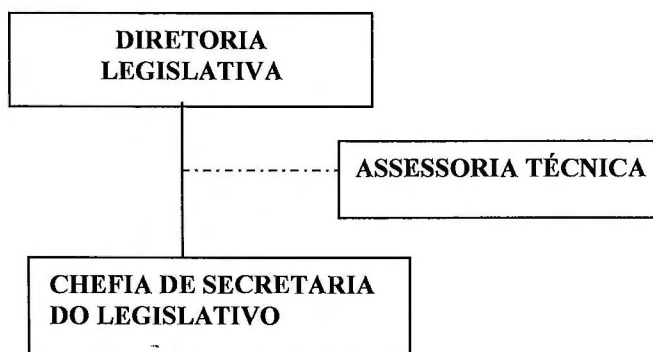 DIRETORIA
LEGISLATIVA
ASSESSORIA TÉCNICA
CHEFIA DE SECRETARIA
DO LEGISLATIVO